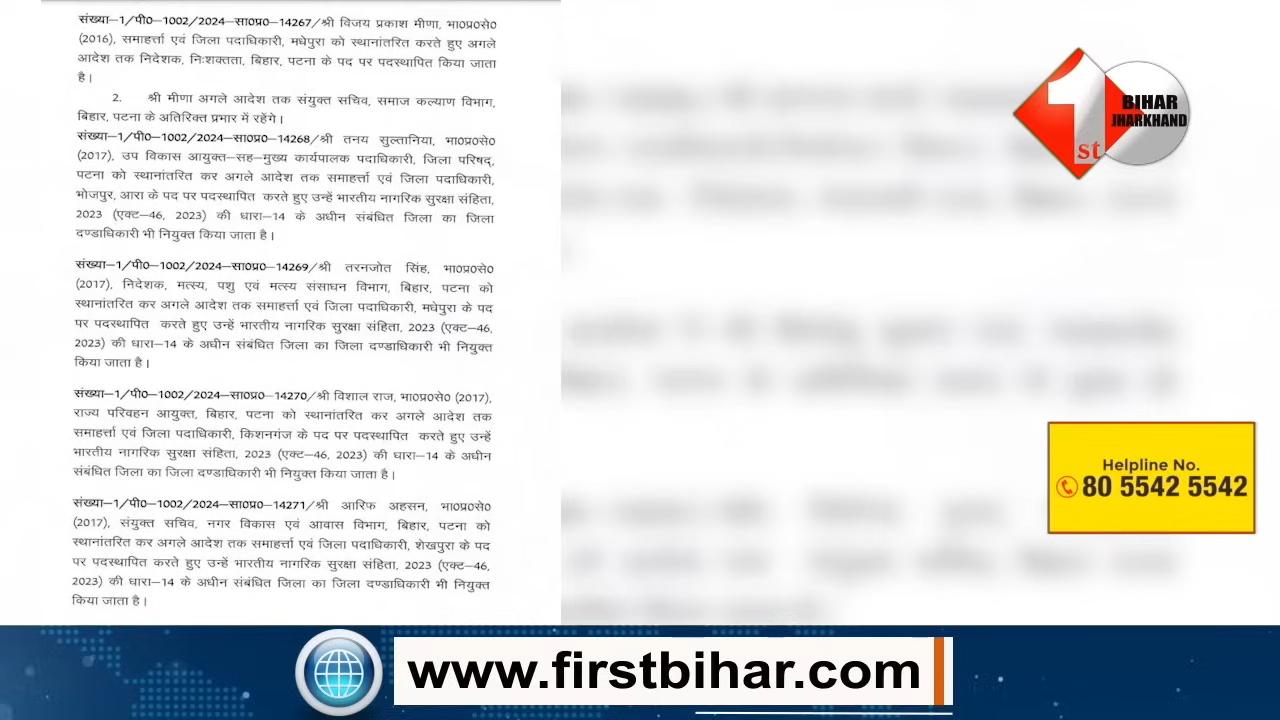 संख्या–1/पी0–1002/2024–सा0प्र0–14267/श्री विजय प्रकाश मीणा, भा0प्र0से0
(2016), समाहर्त्ता एवं जिला पदाधिकारी, मधेपुरा को स्थानांतरित करते हुए अगले
आदेश तक निदेशक, निःशक्तता, बिहार, पटना के पद पर पदस्थापित किया जाता
है।
2. श्री मीणा अगले आदेश तक संयुक्त सचिव, समाज कल्याण विभाग,
बिहार, पटना के अतिरिक्त प्रभार में रहेंगे।
संख्या–1/पी0–1002/2024–सा0प्र0–14268/श्री तनय सुल्तानिया, भा0प्र0से0
(2017), उप विकास आयुक्त–सह–मुख्य कार्यपालक पदाधिकारी, जिला परिषद्,
पटना को स्थानांतरित कर अगले आदेश तक समाहर्त्ता एवं जिला पदाधिकारी,
भोजपुर, आरा के पद पर पदस्थापित करते हुए उन्हें भारतीय नागरिक सुरक्षा संहिता,
2023 (एक्ट–46, 2023) की धारा–14 के अधीन संबंधित जिला का जिला
दण्डाधिकारी भी नियुक्त किया जाता है।
संख्या–1/पी0–1002/2024–सा0प्र0–14269/श्री तरनजोत सिंह, भा0प्र0से0
(2017), निदेशक, मत्स्य, पशु एवं मत्स्य संसाधन विभाग, बिहार, पटना को
स्थानांतरित कर अगले आदेश तक समाहर्त्ता एवं जिला पदाधिकारी, मधेपुरा के पद
पर पदस्थापित करते हुए उन्हें भारतीय नागरिक सुरक्षा संहिता, 2023 (एक्ट–46,
2023) की धारा–14 के अधीन संबंधित जिला का जिला दण्डाधिकारी भी नियुक्त
किया जाता है।
संख्या–1/पी0–1002/2024–सा0प्र0–14270/श्री विशाल राज, भा0प्र0से0 (2017),
राज्य परिवहन आयुक्त, बिहार, पटना को स्थानांतरित कर अगले आदेश तक
समाहर्त्ता एवं जिला पदाधिकारी, किशनगंज के पद पर पदस्थापित करते हुए उन्हें
भारतीय नागरिक सुरक्षा संहिता, 2023 (एक्ट–46, 2023) की धारा–14 के अधीन
संबंधित जिला का जिला दण्डाधिकारी भी नियुक्त किया जाता है।
संख्या–1/पी0–1002/2024–सा0प्र0–14271/श्री आरिफ अहसन, भा0प्र0से0
(2017), संयुक्त सचिव, नगर विकास एवं आवास विभाग, बिहार, पटना को
स्थानांतरित कर अगले आदेश तक समाहर्त्ता एवं जिला पदाधिकारी, शेखपुरा के पद
पर पदस्थापित करते हुए उन्हें भारतीय नागरिक सुरक्षा संहिता, 2023 (एक्ट–46,
2023) की धारा–14 के अधीन संबंधित जिला का जिला दण्डाधिकारी भी नियुक्त
किया जाता है।
1st
BIHAR
JHARKHAND
Helpline No.
80 5542 5542
www.firstbihar.com